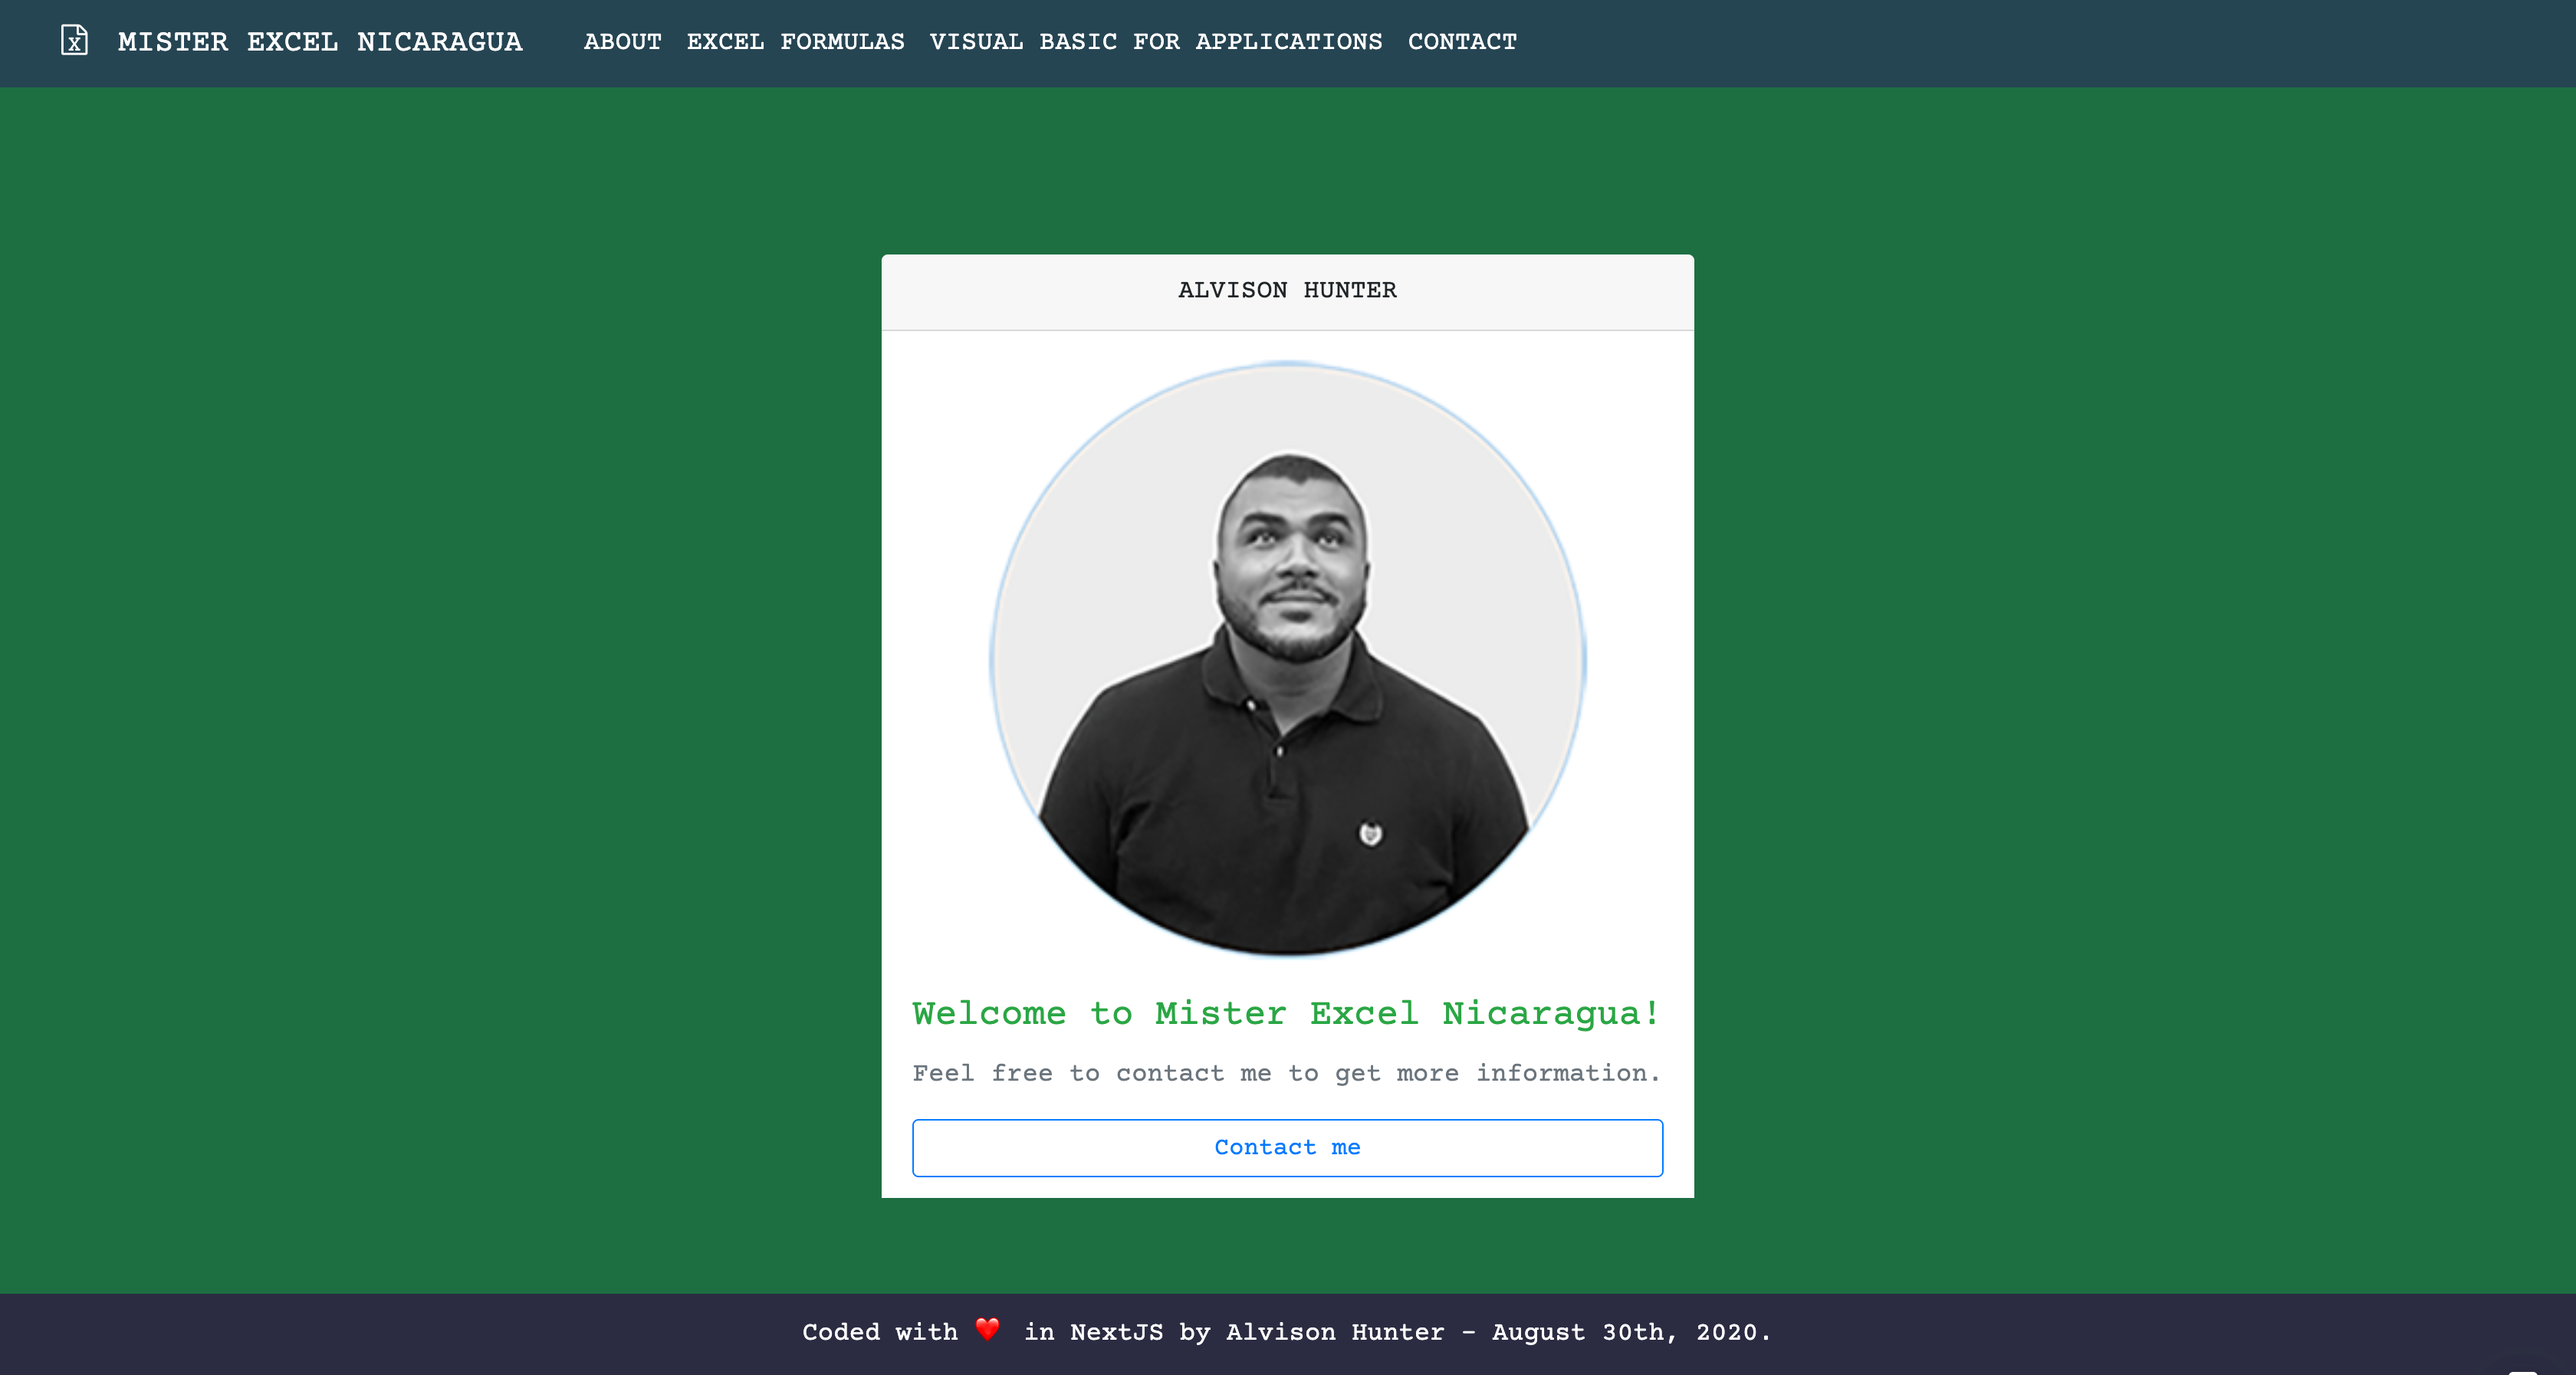 MISTER EXCEL NICARAGUA ABOUT EXCEL FORMULAS VISUAL BASIC FOR APPLICATIONS CONTACT
ALVISON HUNTER
Welcome to Mister Excel Nicaragua!
Feel free to contact me to get more information.
Contact me
Coded with ❤️ in NextJS by Alvison Hunter - August 30th, 2020.